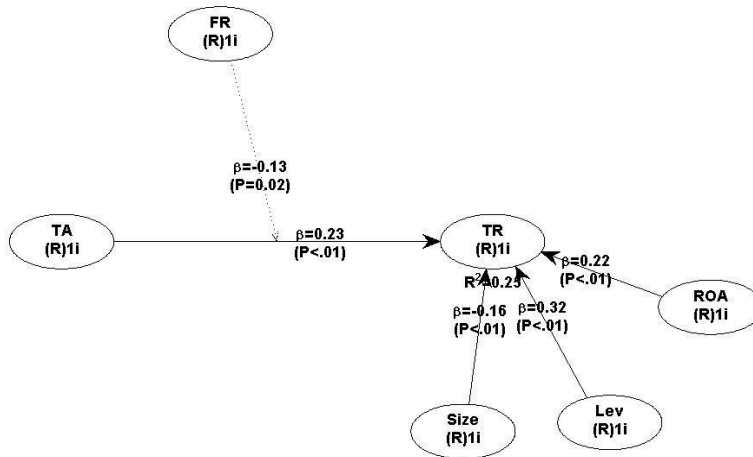 FR
(R)1i
β=-0.13
(P=0.02)
TA
(R)1i
β=0.23
(P<.01)
TR
(R)1i
R²=0.25
β=0.22
(P<.01)
ROA
(R)1i
β=-0.16
(P<.01)
β=0.32
(P<.01)
Size
(R)1i
Lev
(R)1i